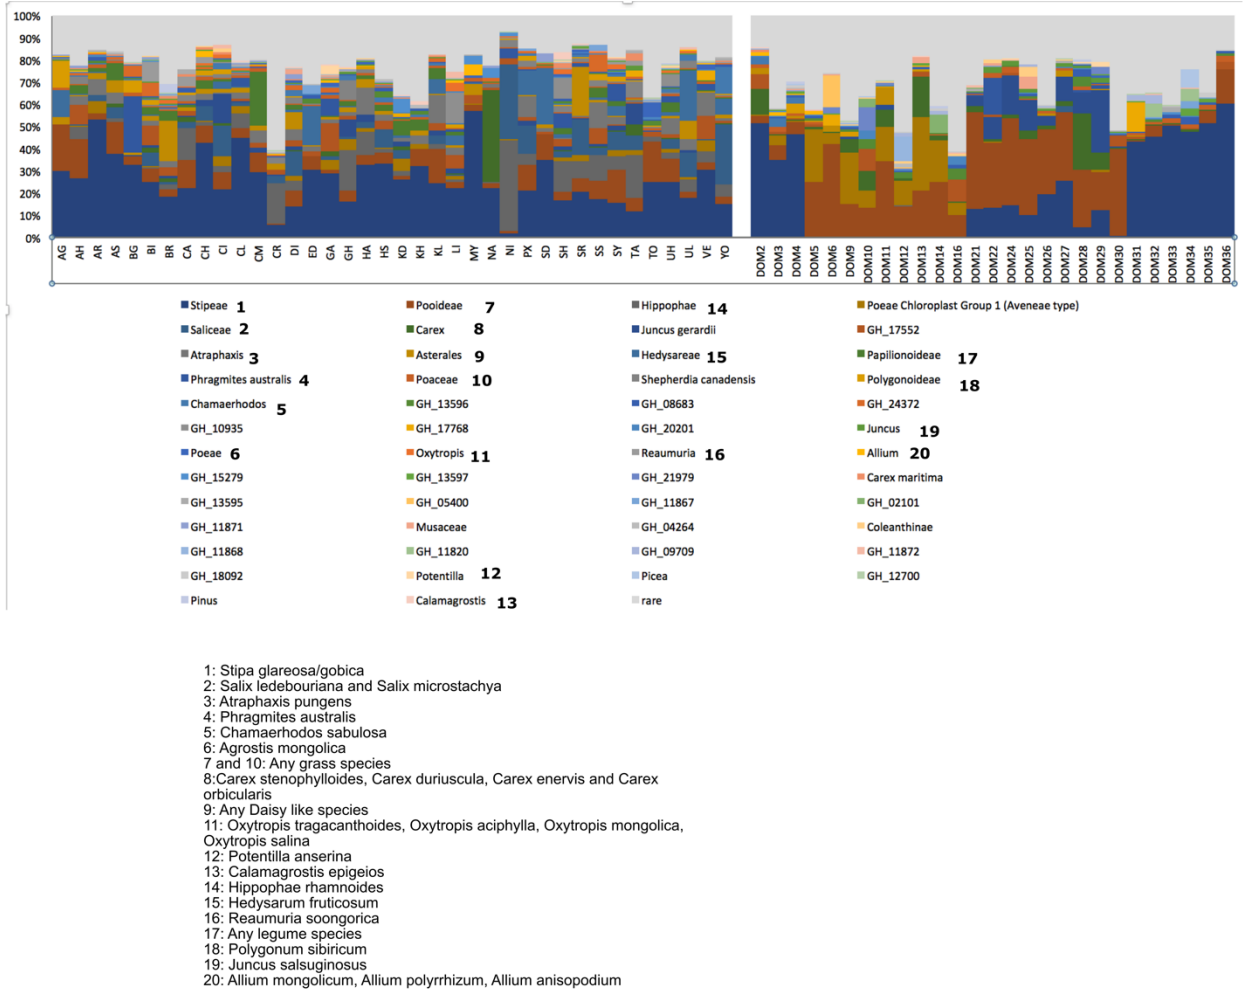 100%
90%
80%
70%
60%
50%
40%
30%
20%
10%
0%
AG AH AR AS BG BI BR CA CH CI CL CM CR DI ED GA GH HA HS KD KH KL LI MY NA NI PX SD SH SR SS SY TA TO UH UL VE YO DOM2 DOM3 DOM4 DOM5 DOM6 DOM9 DOM10 DOM11 DOM12 DOM13 DOM14 DOM16 DOM21 DOM22 DOM24 DOM25 DOM26 DOM27 DOM28 DOM29 DOM30 DOM31 DOM32 DOM33 DOM34 DOM35 DOM36
Stipeae 1 Pooideae 7 Hippophae 14 Poeae Chloroplast Group 1 (Aveneae type)
Saliceae 2 Carex 8 Juncus gerardii GH_17552
Atraphaxis 3 Asterales 9 Hedysareae 15 Papilionoideae 17
Phragmites australis 4 Poaceae 10 Shepherdia canadensis Polygonoideae 18
Chamaerhodos 5 GH_13596 GH_08683 GH_24372
GH_10935 GH_17768 GH_20201 Juncus 19
Poeae 6 Oxytropis 11 Reaumuria 16 Allium 20
GH_15279 GH_13597 GH_21979 Carex maritima
GH_13595 GH_05400 GH_11867 GH_02101
GH_11871 Musaceae GH_04264 Coleanthinae
GH_11868 GH_11820 GH_09709 GH_11872
GH_18092 Potentilla 12 Picea GH_12700
Pinus Calamagrostis 13 rare
1: Stipa glareosa/gobica
2: Salix ledebouriana and Salix microstachya
3: Atraphaxis pungens
4: Phragmites australis
5: Chamaerhodos sabulosa
6: Agrostis mongolica
7 and 10: Any grass species
8:Carex stenophylloides, Carex duriuscula, Carex enervis and Carex
orbicularis
9: Any Daisy like species
11: Oxytropis tragacanthoides, Oxytropis aciphylla, Oxytropis mongolica,
Oxytropis salina
12: Potentilla anserina
13: Calamagrostis epigeios
14: Hippophae rhamnoides
15: Hedysarum fruticosum
16: Reaumuria soongorica
17: Any legume species
18: Polygonum sibiricum
19: Juncus salsuginosus
20: Allium mongolicum, Allium polyrrhizum, Allium anisopodium